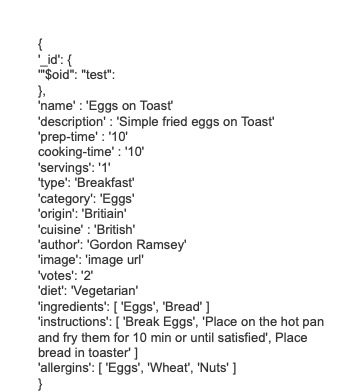 {
'_id': {
'"$oid": "test":
},
'name' : 'Eggs on Toast'
'description' : 'Simple fried eggs on Toast'
'prep-time' : '10'
cooking-time' : '10'
'servings': '1'
'type': 'Breakfast'
'category': 'Eggs'
'origin': 'Britiain'
'cuisine' : 'British'
'author': 'Gordon Ramsey'
'image': 'image url'
'votes': '2'
'diet': 'Vegetarian'
'ingredients': [ 'Eggs', 'Bread' ]
'instructions': [ 'Break Eggs', 'Place on the hot pan
and fry them for 10 min or until satisfied', Place
bread in toaster' ]
'allergins': [ 'Eggs', 'Wheat', 'Nuts' ]
}